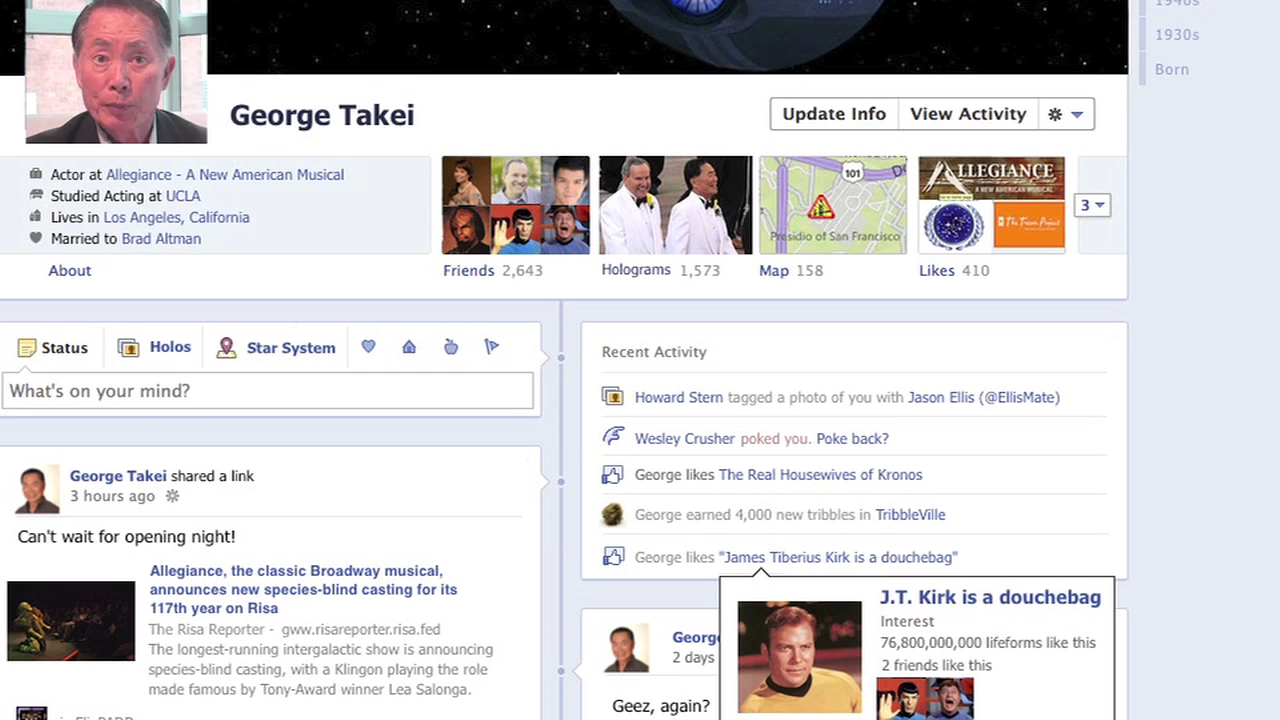 1940s
1930s
Born
George Takei
Update Info
View Activity
Actor at Allegiance - A New American Musical
Studied Acting at UCLA
Lives in Los Angeles, California
Married to Brad Altman
About
101
Presidio of San Francisco
ALLEGIANCE
A NEW AMERICAN MUSICAL
3
Friends 2,643
Holograms 1,573
Map 158
Likes 410
Status
Holos
Star System
What's on your mind?
George Takei shared a link
3 hours ago
Can't wait for opening night!
Allegiance, the classic Broadway musical,
announces new species-blind casting for its
117th year on Risa
The Risa Reporter - gww.risareporter.risa.fed
The longest-running intergalactic show is announcing
species-blind casting, with a Klingon playing the role
made famous by Tony-Award winner Lea Salonga.
Recent Activity
Howard Stern tagged a photo of you with Jason Ellis (@EllisMate)
Wesley Crusher poked you. Poke back?
George likes The Real Housewives of Kronos
George earned 4,000 new tribbles in TribbleVille
George likes "James Tiberius Kirk is a douchebag"
J.T. Kirk is a douchebag
Interest
76,800,000,000 lifeforms like this
2 friends like this
Georg
2 days
Geez, again?